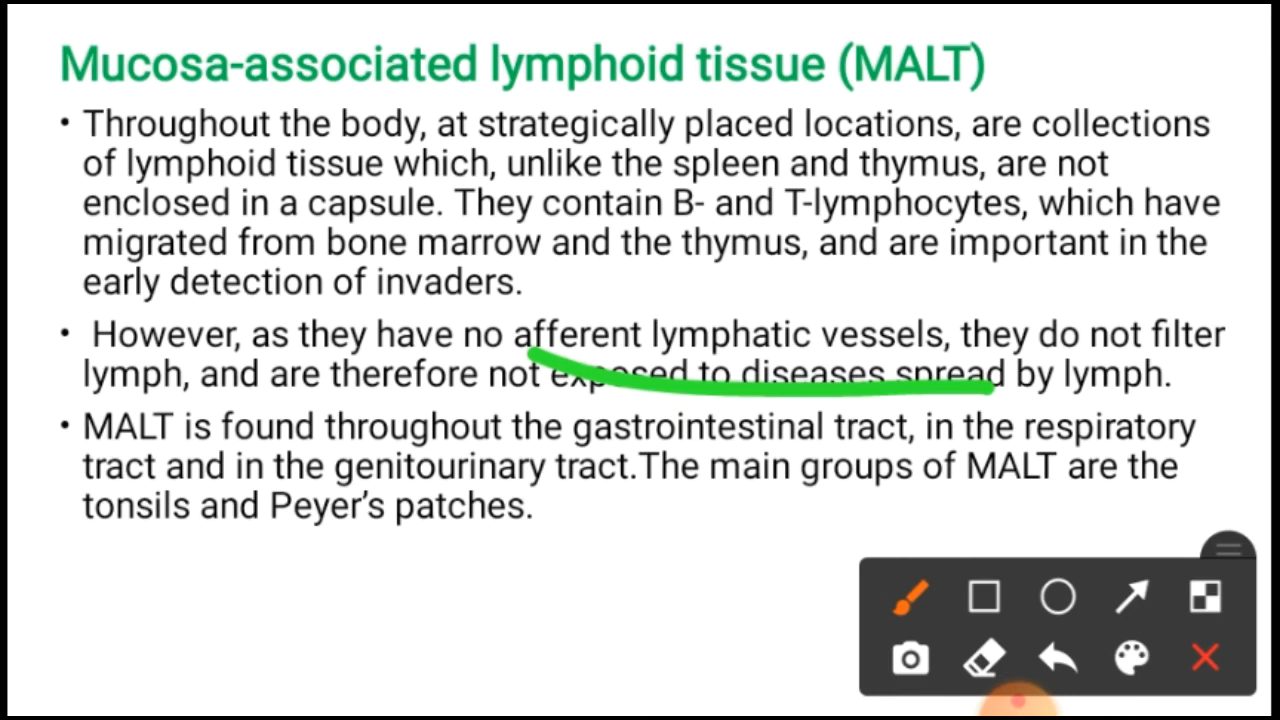 Mucosa-associated lymphoid tissue (MALT)
• Throughout the body, at strategically placed locations, are collections
of lymphoid tissue which, unlike the spleen and thymus, are not
enclosed in a capsule. They contain B- and T-lymphocytes, which have
migrated from bone marrow and the thymus, and are important in the
early detection of invaders.
• However, as they have no afferent lymphatic vessels, they do not filter
lymph, and are therefore not exposed to diseases spread by lymph.
• MALT is found throughout the gastrointestinal tract, in the respiratory
tract and in the genitourinary tract.The main groups of MALT are the
tonsils and Peyer’s patches.